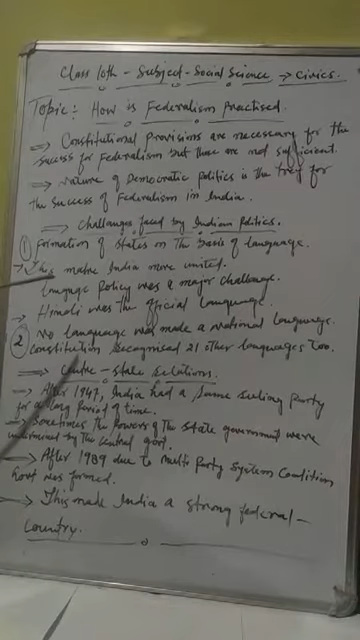 Class 10th - Subject - Social Science → Civics.
Topic: How is Federalism Practised.
⇒ Constitutional provisions are necessary for the
sucess for Federalism but these are not sufficient.
⇒ Nature of Democratic politics is the for
the success of Federalism in India.
⇒ Challanges faced by Indian Politics.
① Formation of States on the basis of language.
→ This make India more united.
language policy was a major challenge.
→ Hindi was the official language.
② No language was made a National language.
Constitution Recognised 21 other languages too.
⇒ Centre - State Relations.
⇒ After 1947, India had a Same Ruling Party
for a long Period of time.
⇒ Sometimes the Powers of the State government were
by the Central govt.
⇒ After 1989 due to Multi Party System Coalition
Govt was formed.
⇒ This made India a strong federal -
Country.